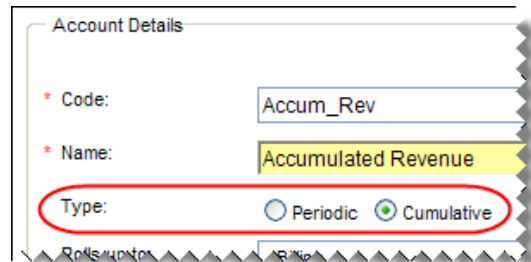 Account Details
* Code: Accum_Rev
* Name: Accumulated Revenue
Type: Periodic Cumulative